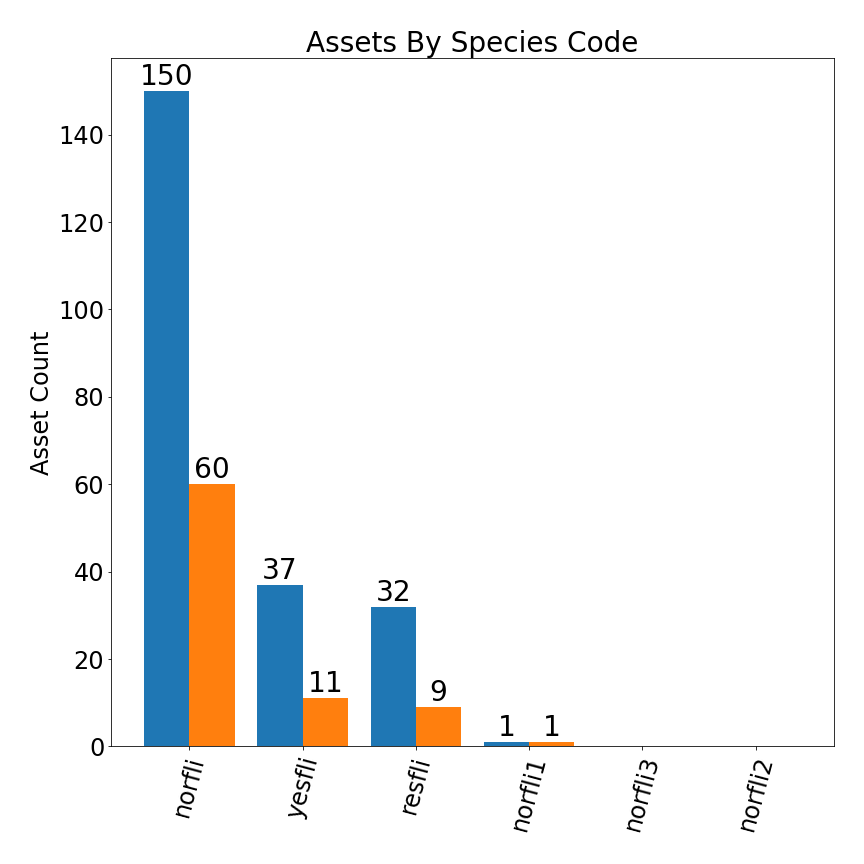 Assets By Species Code
150
140
120
100
80
60
40
20
0
Asset Count
60
37
11
32
9
1
1
norfli
yesfli
resfli
norfli1
norfli3
norfli2